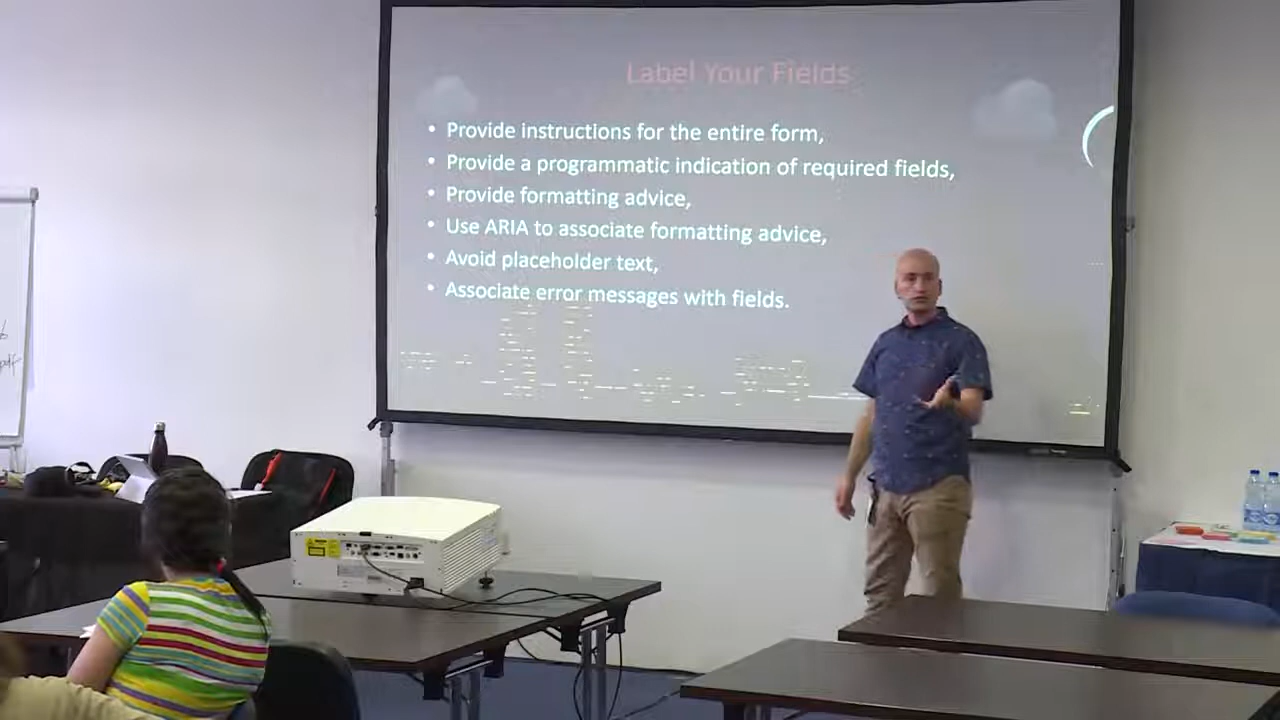 Label Your Fields
• Provide instructions for the entire form,
• Provide a programmatic indication of required fields,
• Provide formatting advice,
• Use ARIA to associate formatting advice,
• Avoid placeholder text,
• Associate error messages with fields.
pdf